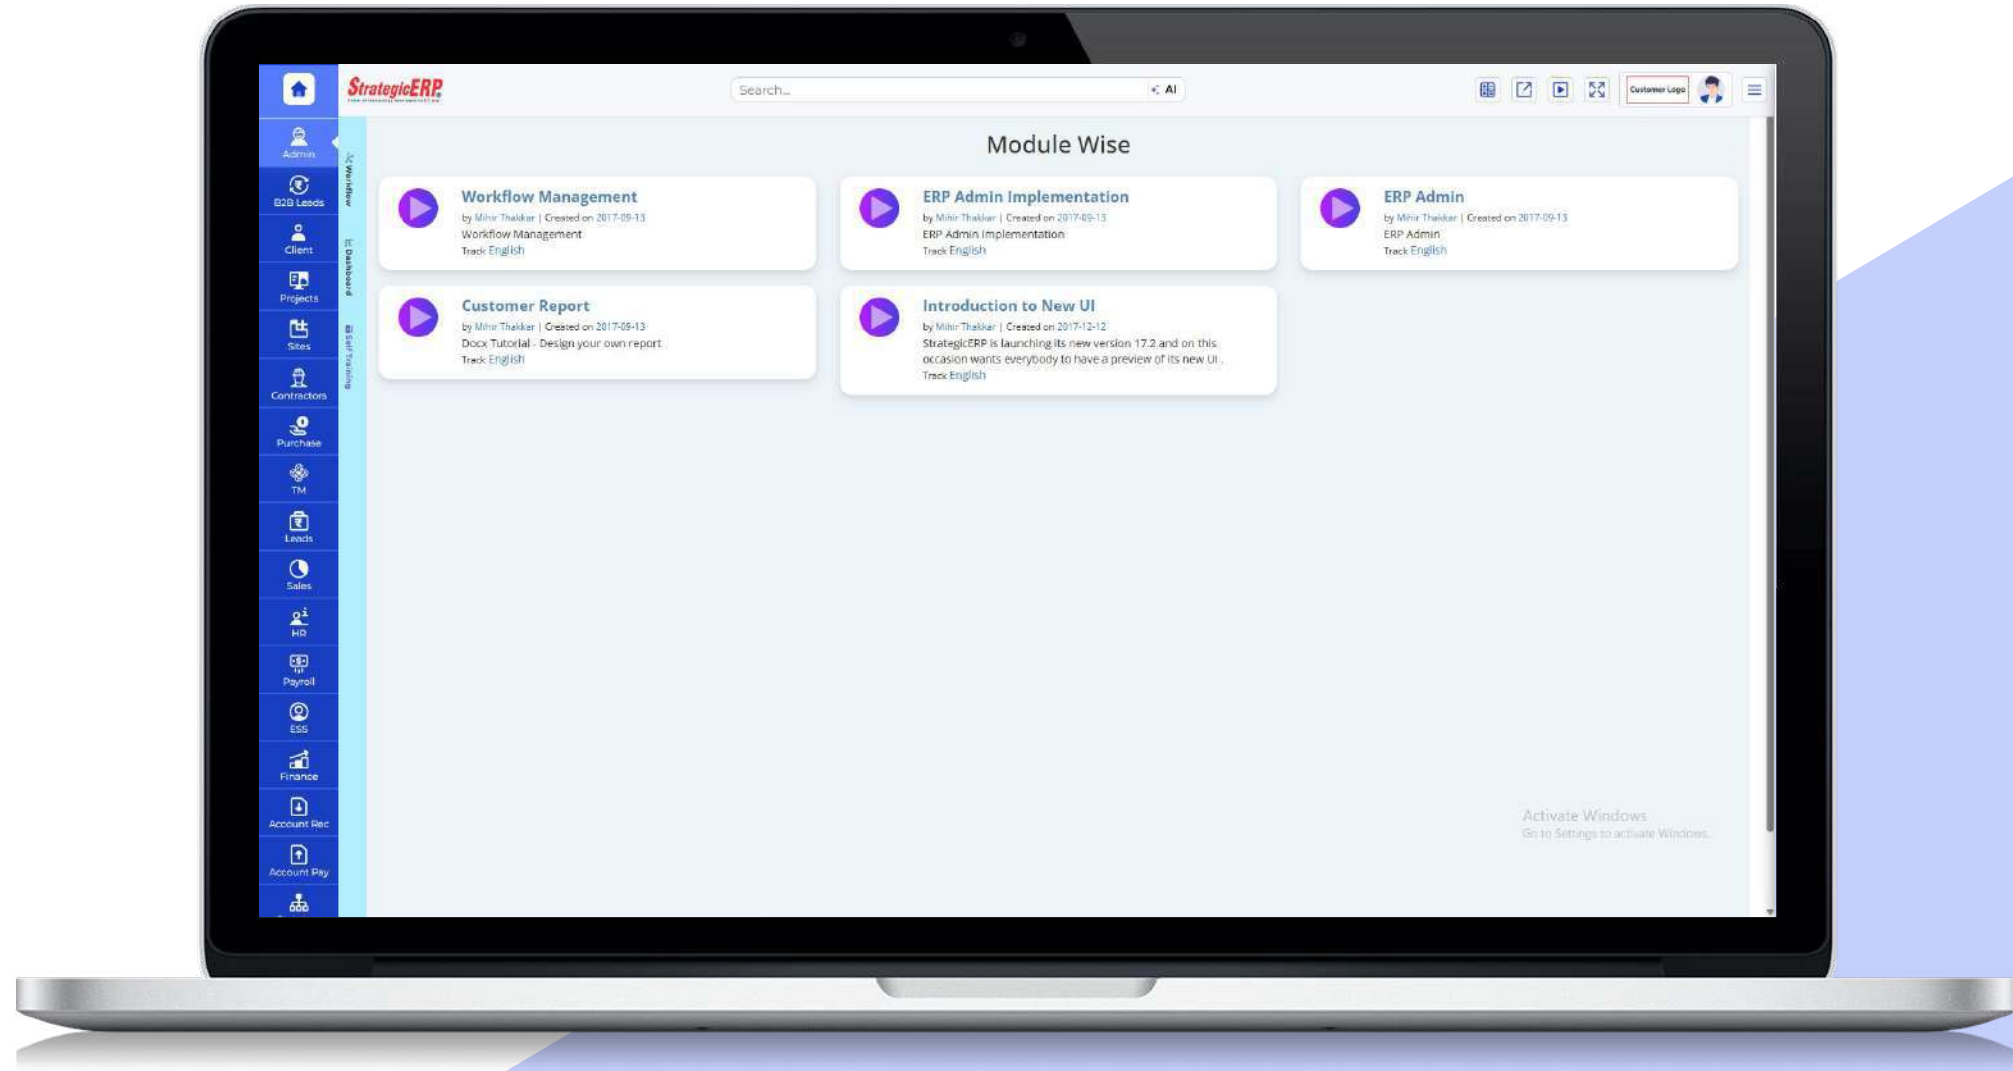 StrategicERP
Search...
AI
Customer Logo
Admin
B2B Leads
Client
Projects
Sites
Contractors
Purchase
TM
Leads
Sales
HR
Payroll
ESS
Finance
Account Rec
Account Pay
Workflow
Dashboard
Self Training
Module Wise
Workflow Management
by Mihir Thakkar | Created on 2017-09-13
Workflow Management
Track English
ERP Admin Implementation
by Mihir Thakkar | Created on 2017-09-13
ERP Admin Implementation
Track English
ERP Admin
by Mihir Thakkar | Created on 2017-09-13
ERP Admin
Track English
Customer Report
by Mihir Thakkar | Created on 2017-09-13
Docx Tutorial - Design your own report
Track English
Introduction to New UI
by Mihir Thakkar | Created on 2017-12-12
StrategicERP is launching its new version 17.2 and on this
occasion wants everybody to have a preview of its new UI .
Track English
Activate Windows
Go to Settings to activate Windows.